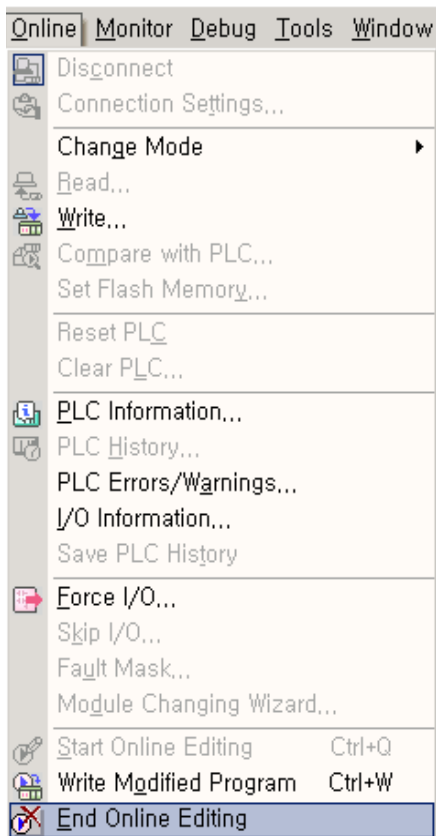 Online Monitor Debug Tools Window
Disconnect
Connection Settings...
Change Mode
Read...
Write...
Compare with PLC...
Set Flash Memory...
Reset PLC
Clear PLC...
PLC Information...
PLC History...
PLC Errors/Warnings...
I/O Information...
Save PLC History
Force I/O...
Skip I/O...
Fault Mask...
Module Changing Wizard...
Start Online Editing Ctrl+Q
Write Modified Program Ctrl+W
End Online Editing